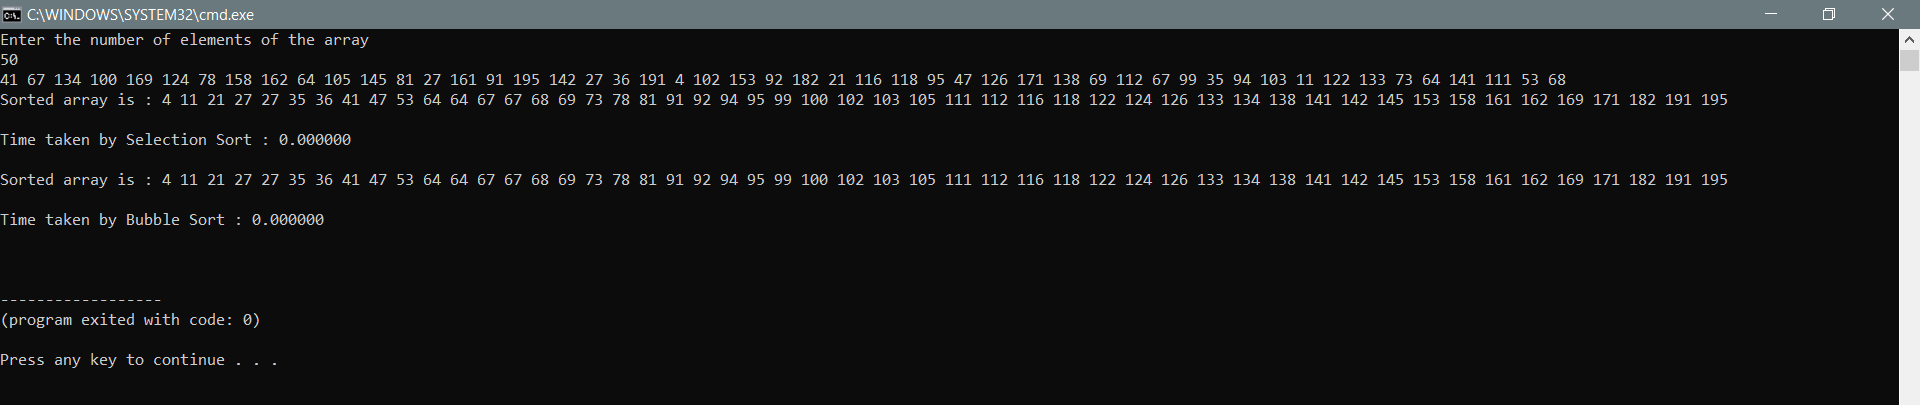 C:\WINDOWS\SYSTEM32\cmd.exe
Enter the number of elements of the array
50
41 67 134 100 169 124 78 158 162 64 105 145 81 27 161 91 195 142 27 36 191 4 102 153 92 182 21 116 118 95 47 126 171 138 69 112 67 99 35 94 103 11 122 133 73 64 141 111 53 68
Sorted array is : 4 11 21 27 27 35 36 41 47 53 64 64 67 67 68 69 73 78 81 91 92 94 95 99 100 102 103 105 111 112 116 118 122 124 126 133 134 138 141 142 145 153 158 161 162 169 171 182 191 195
Time taken by Selection Sort : 0.000000
Sorted array is : 4 11 21 27 27 35 36 41 47 53 64 64 67 67 68 69 73 78 81 91 92 94 95 99 100 102 103 105 111 112 116 118 122 124 126 133 134 138 141 142 145 153 158 161 162 169 171 182 191 195
Time taken by Bubble Sort : 0.000000
------------------
(program exited with code: 0)
Press any key to continue . . .